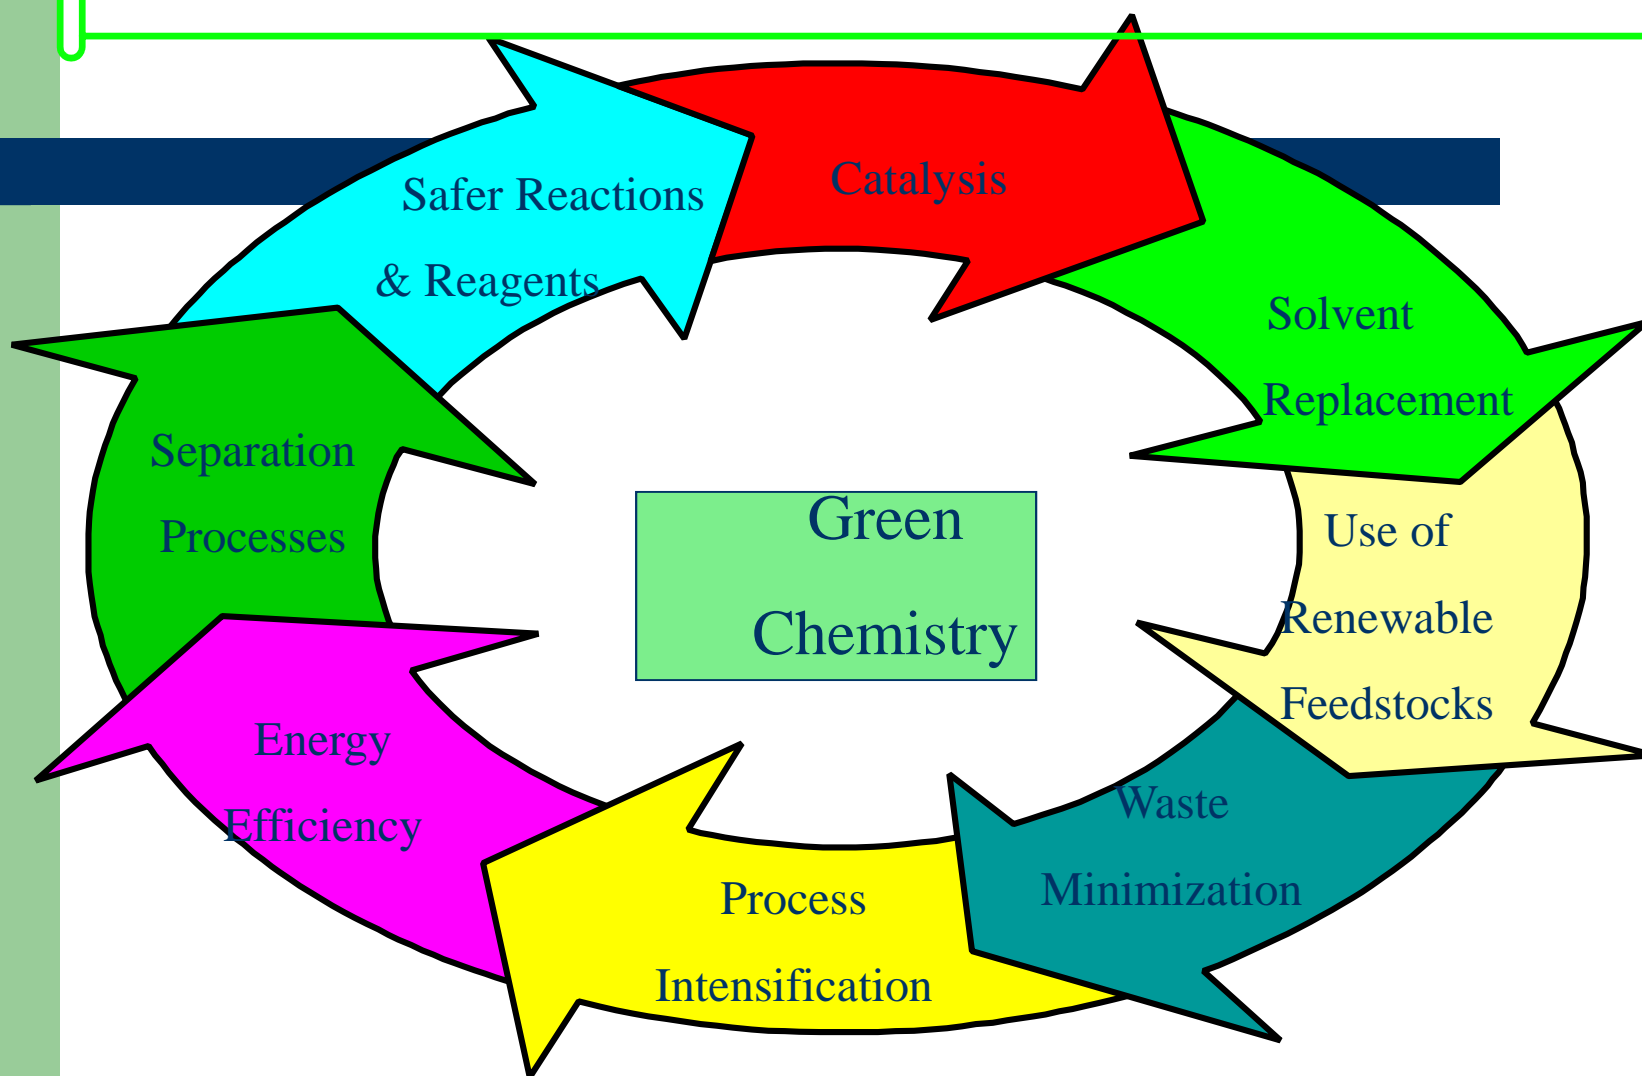 Catalysis
Safer Reactions
& Reagents
Solvent
Replacement
Separation
Processes
Green
Chemistry
Use of
Renewable
Feedstocks
Energy
Efficiency
Waste
Minimization
Process
Intensification